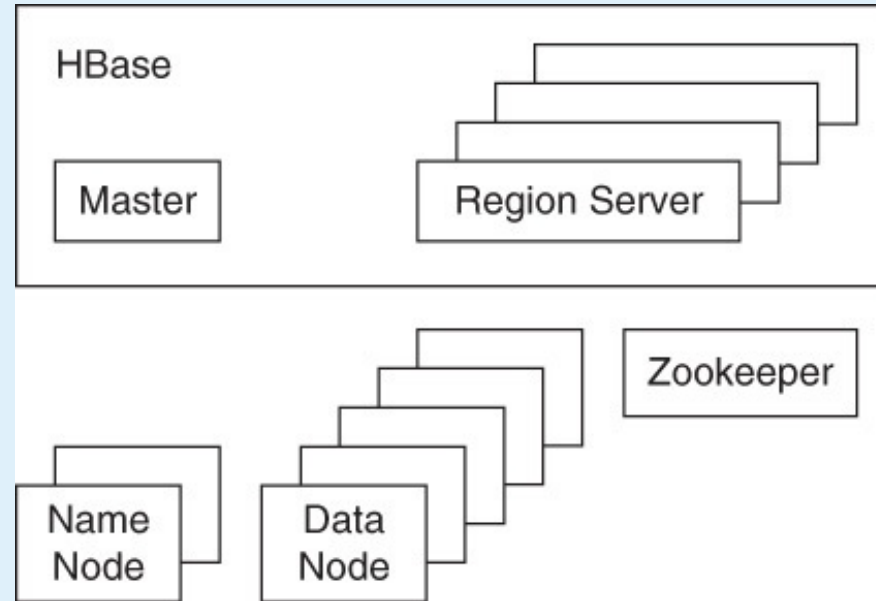 HBase
Master
Region Server
Zookeeper
Name
Node
Data
Node